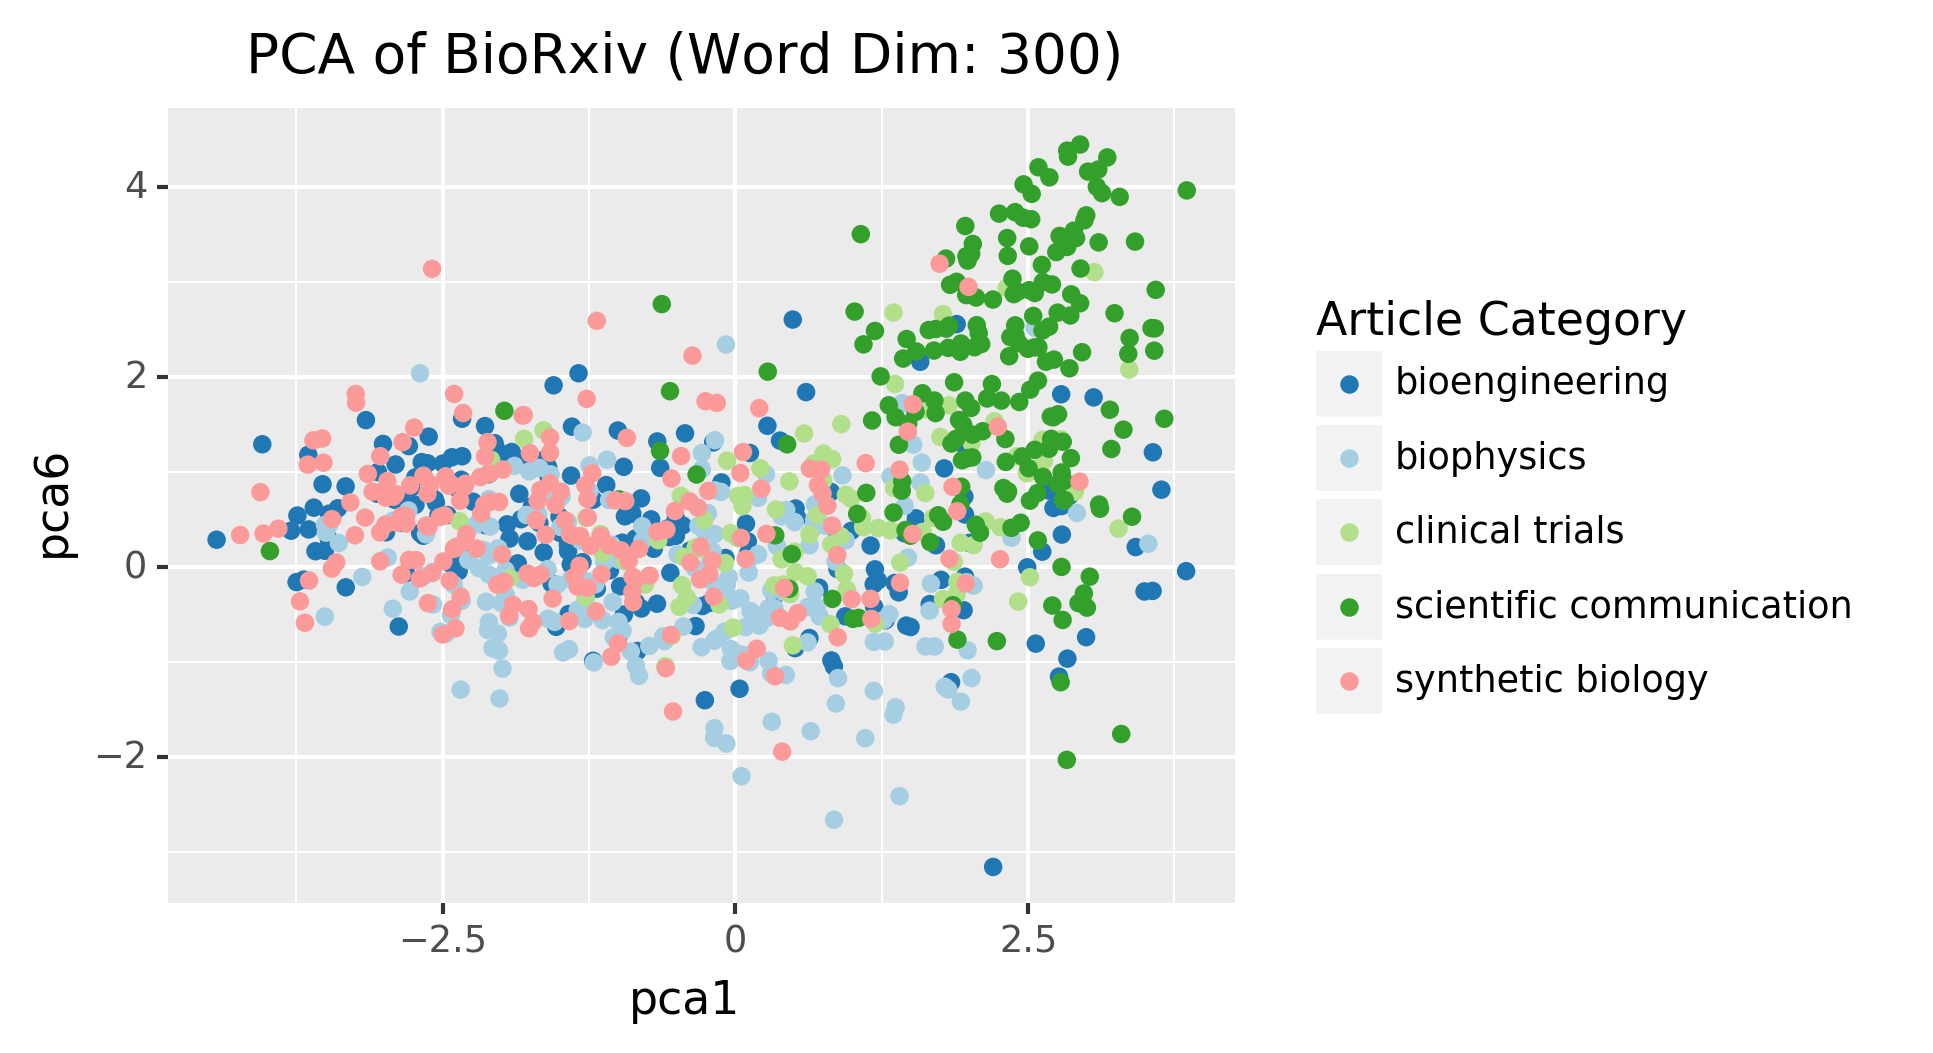 PCA of BioRxiv (Word Dim: 300)
4
2
0
−2
pca6
−2.5 0 2.5
pca1
Article Category
bioengineering
biophysics
clinical trials
scientific communication
synthetic biology